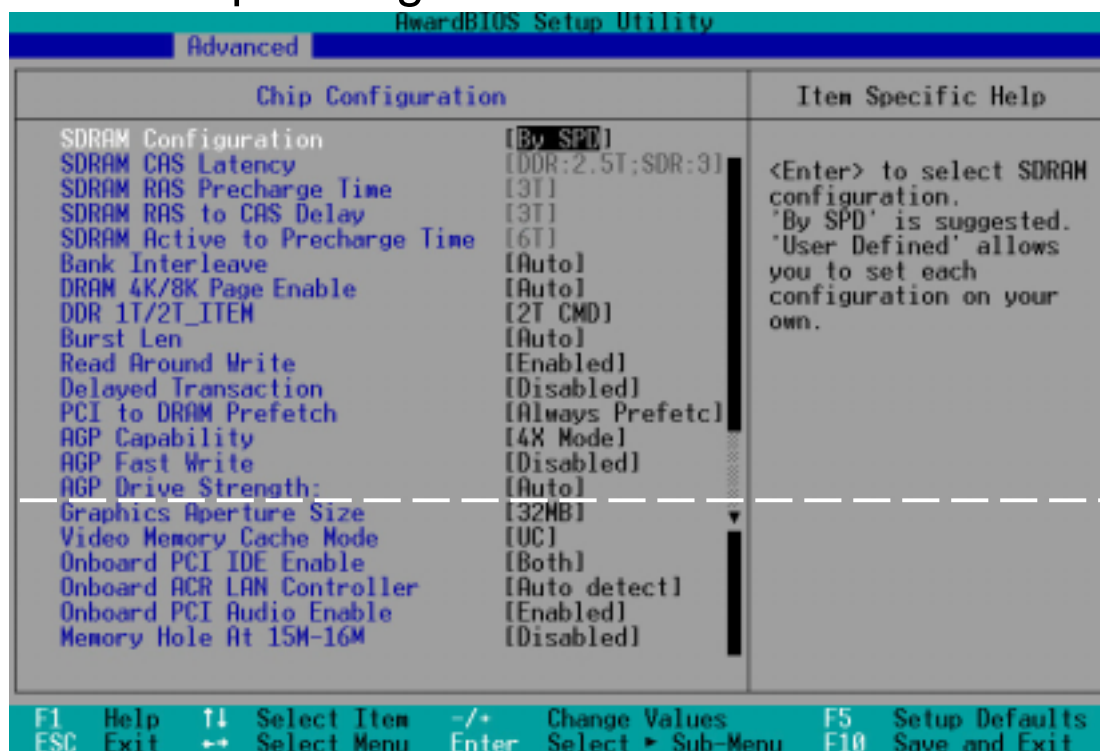 AwardBIOS Setup Utility
Advanced
Chip Configuration
Item Specific Help
SDRAM Configuration [By SPD]
SDRAM CAS Latency [DDR:2.5T;SDR:3]
SDRAM RAS Precharge Time [3T]
SDRAM RAS to CAS Delay [3T]
SDRAM Active to Precharge Time [6T]
Bank Interleave [Auto]
DRAM 4K/8K Page Enable [Auto]
DDR 1T/2T_ITEM [2T CMD]
Burst Len [Auto]
Read Around Write [Enabled]
Delayed Transaction [Disabled]
PCI to DRAM Prefetch [Always Prefetc]
AGP Capability [4X Mode]
AGP Fast Write [Disabled]
AGP Drive Strength: [Auto]
Graphics Aperture Size [32MB]
Video Memory Cache Mode [UC]
Onboard PCI IDE Enable [Both]
Onboard ACR LAN Controller [Auto detect]
Onboard PCI Audio Enable [Enabled]
Memory Hole At 15M-16M [Disabled]
<Enter> to select SDRAM
configuration.
'By SPD' is suggested.
'User Defined' allows
you to set each
configuration on your
own.
F1 Help ↑↓ Select Item -/+ Change Values F5 Setup Defaults
ESC Exit ←→ Select Menu Enter Select ► Sub-Menu F10 Save and Exit